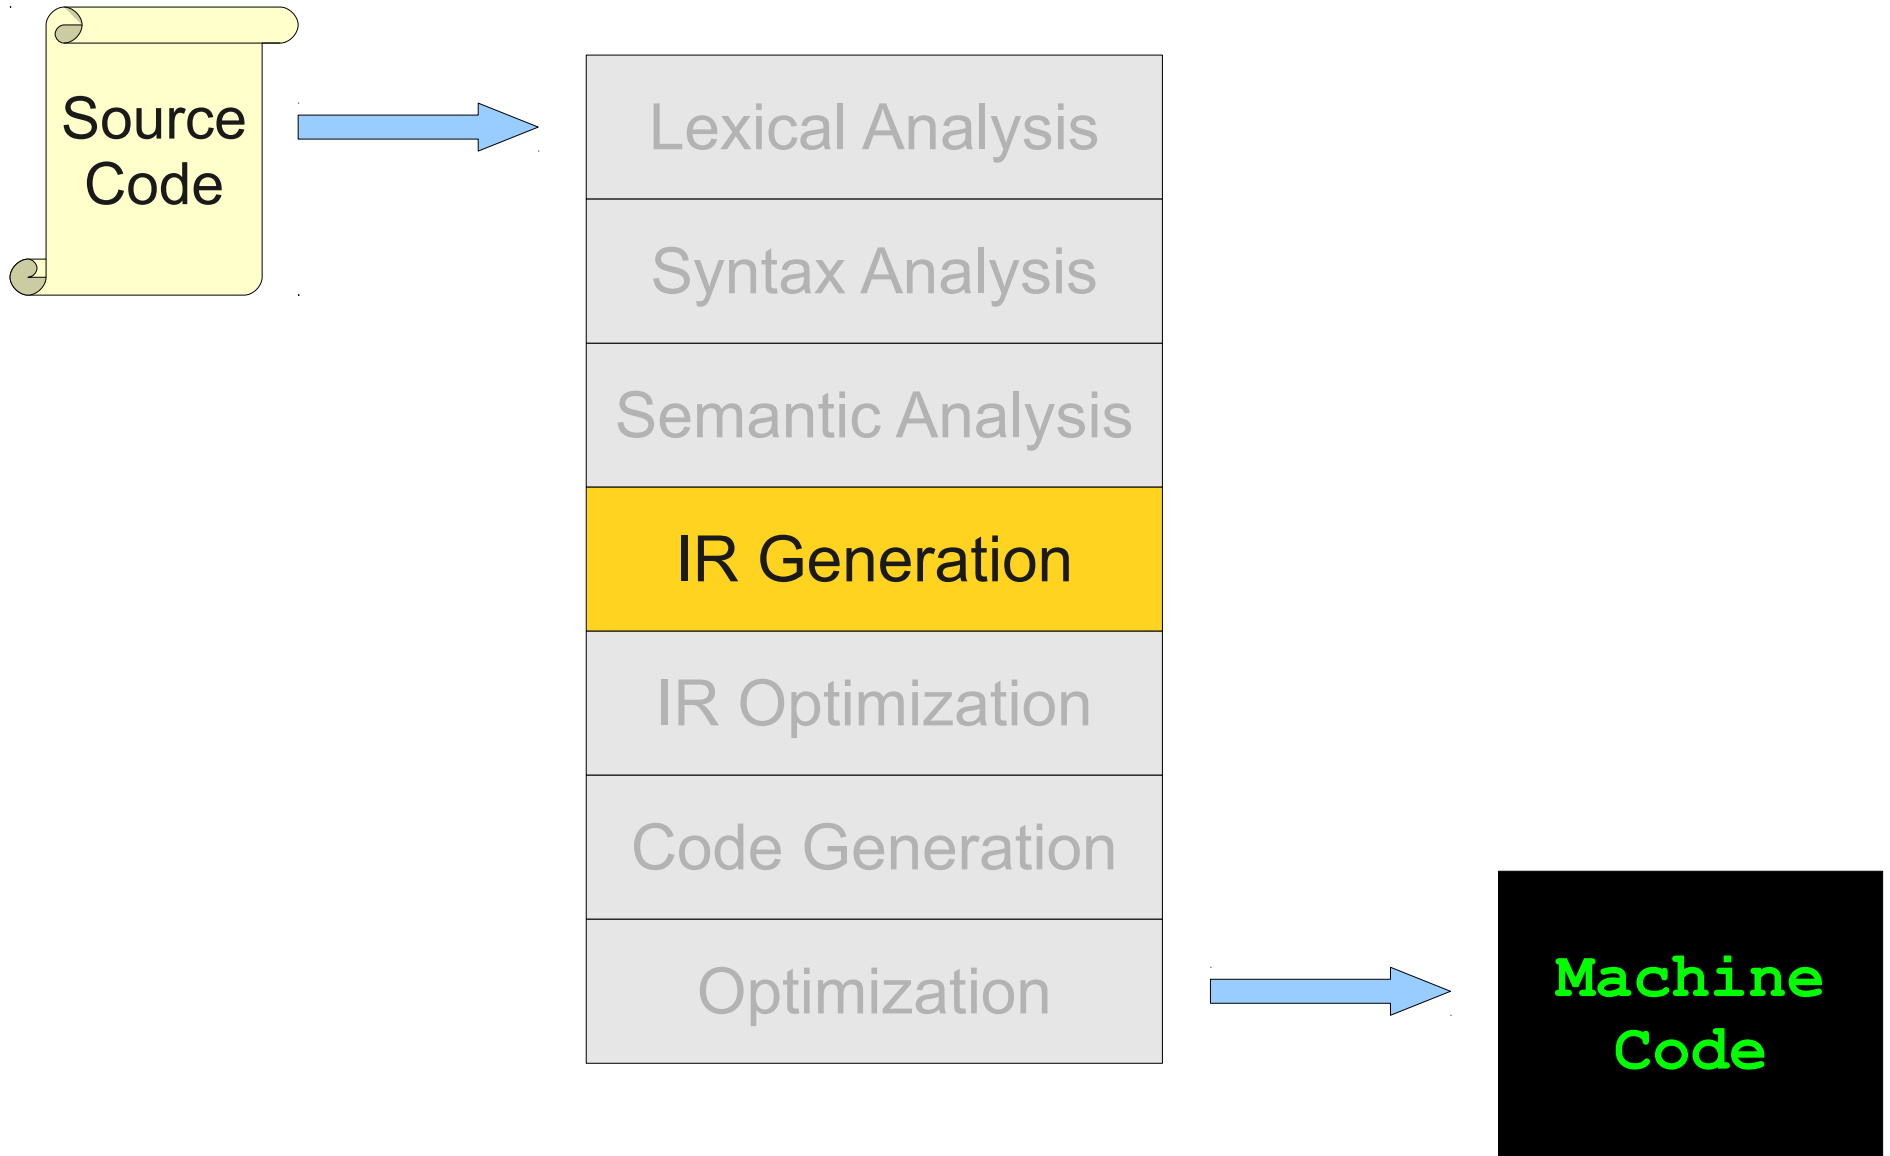 Source
Code
Lexical Analysis
Syntax Analysis
Semantic Analysis
IR Generation
IR Optimization
Code Generation
Optimization
Machine
Code